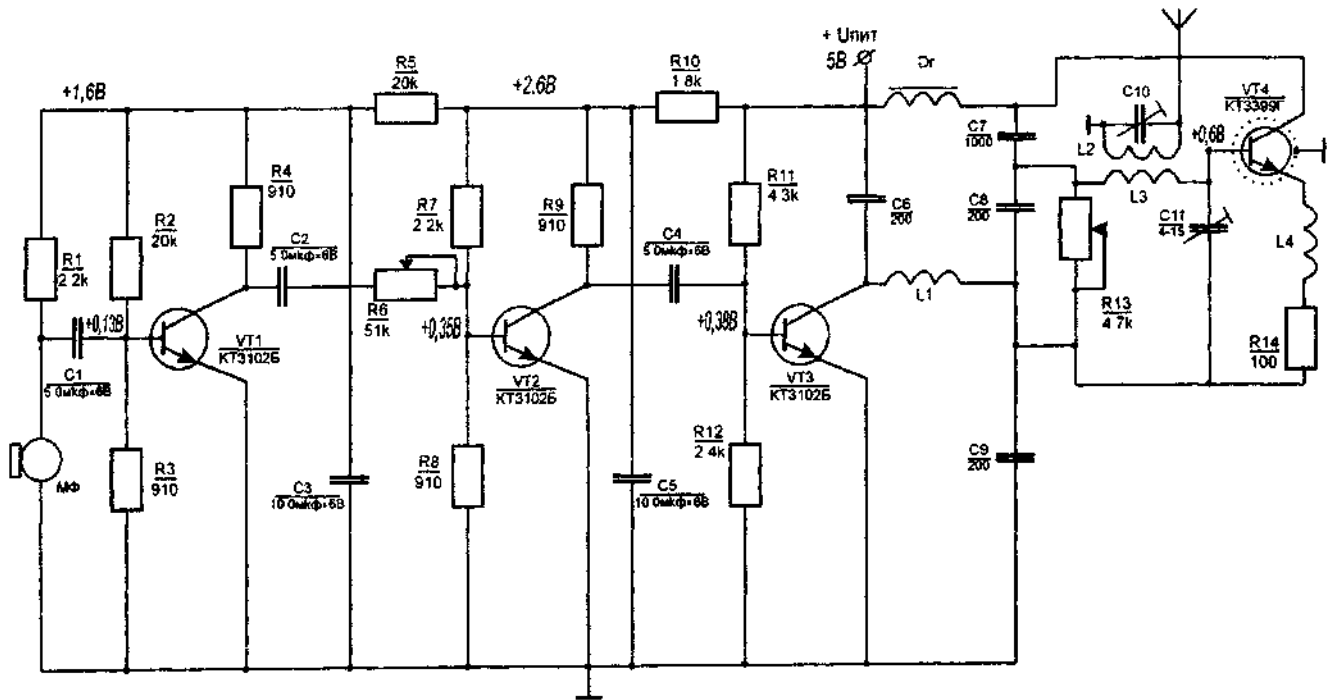 +1,6В
R5
20k
+2.6В
R10
1.8k
+ Uпит
5В
Dr
C10
VT4
КТ3399Г
C7
1000
L2
+0,6В
R4
910
R7
2 2k
R9
910
R11
4 3k
C6
200
C8
200
L3
C11
4-15
L4
R2
20k
R1
2 2k
C2
5 0мкф×6В
C4
5 0мкф×6В
L1
R13
4 7k
+0,13В
R6
51k
+0,35В
+0,38В
VT1
КТ3102Б
VT2
КТ3102Б
VT3
КТ3102Б
R14
100
C1
5 0мкф×6В
МФ
R3
910
C3
10 0мкф×6В
R8
910
C5
10 0мкф×6В
R12
2 4k
C9
200